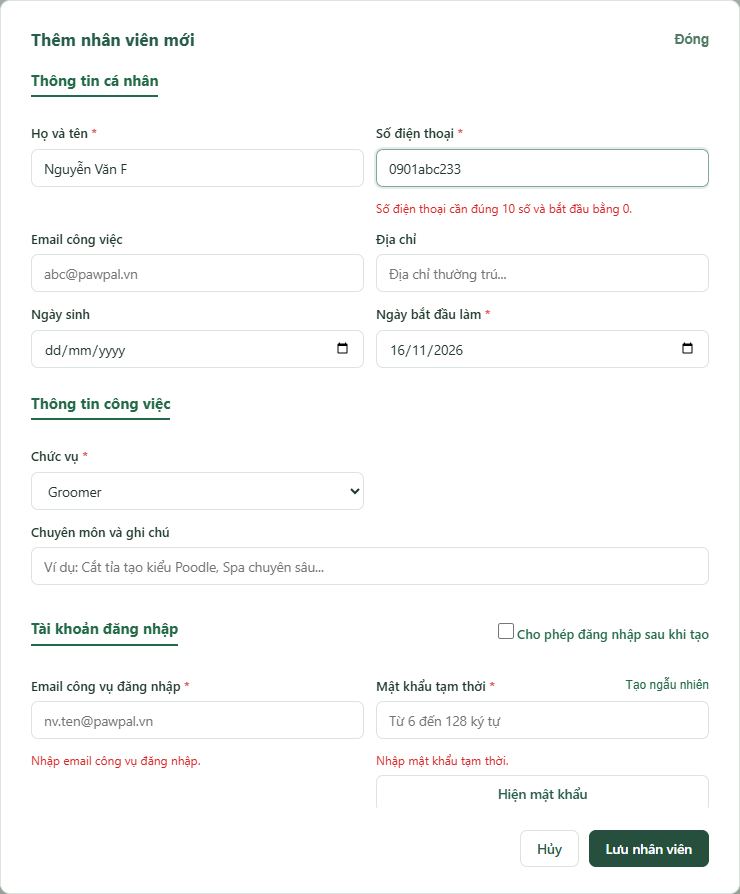 Thêm nhân viên mới
Đóng
Thông tin cá nhân
Họ và tên *
Số điện thoại *
Nguyễn Văn F
0901abc233
Số điện thoại cần đúng 10 số và bắt đầu bằng 0.
Email công việc
Địa chỉ
abc@pawpal.vn
Địa chỉ thường trú...
Ngày sinh
Ngày bắt đầu làm *
dd/mm/yyyy
16/11/2026
Thông tin công việc
Chức vụ *
Groomer
Chuyên môn và ghi chú
Ví dụ: Cắt tỉa tạo kiểu Poodle, Spa chuyên sâu...
Tài khoản đăng nhập
Cho phép đăng nhập sau khi tạo
Email công vụ đăng nhập *
Mật khẩu tạm thời *
Tạo ngẫu nhiên
nv.ten@pawpal.vn
Từ 6 đến 128 ký tự
Nhập email công vụ đăng nhập.
Nhập mật khẩu tạm thời.
Hiện mật khẩu
Hủy
Lưu nhân viên